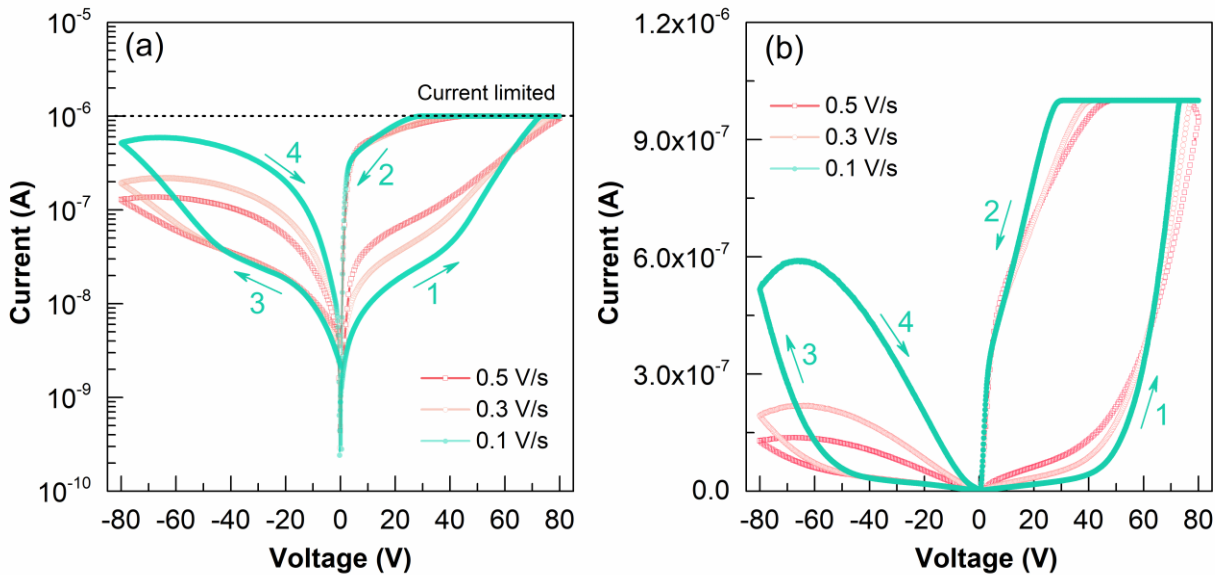 (a)
Current limited
4
2
3
1
0.5 V/s
0.3 V/s
0.1 V/s
10^-5
10^-6
10^-7
10^-8
10^-9
10^-10
Current (A)
-80 -60 -40 -20 0 20 40 60 80
Voltage (V)
(b)
0.5 V/s
0.3 V/s
0.1 V/s
2
4
3
1
1.2x10^-6
9.0x10^-7
6.0x10^-7
3.0x10^-7
0.0
Current (A)
-80 -60 -40 -20 0 20 40 60 80
Voltage (V)